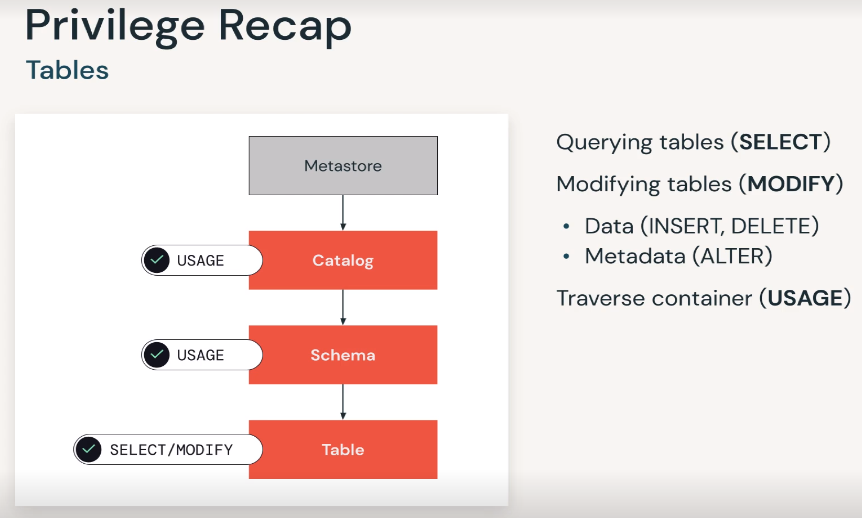 Privilege Recap
Tables
Metastore
USAGE
Catalog
USAGE
Schema
SELECT/MODIFY
Table
Querying tables (SELECT)
Modifying tables (MODIFY)
• Data (INSERT, DELETE)
• Metadata (ALTER)
Traverse container (USAGE)